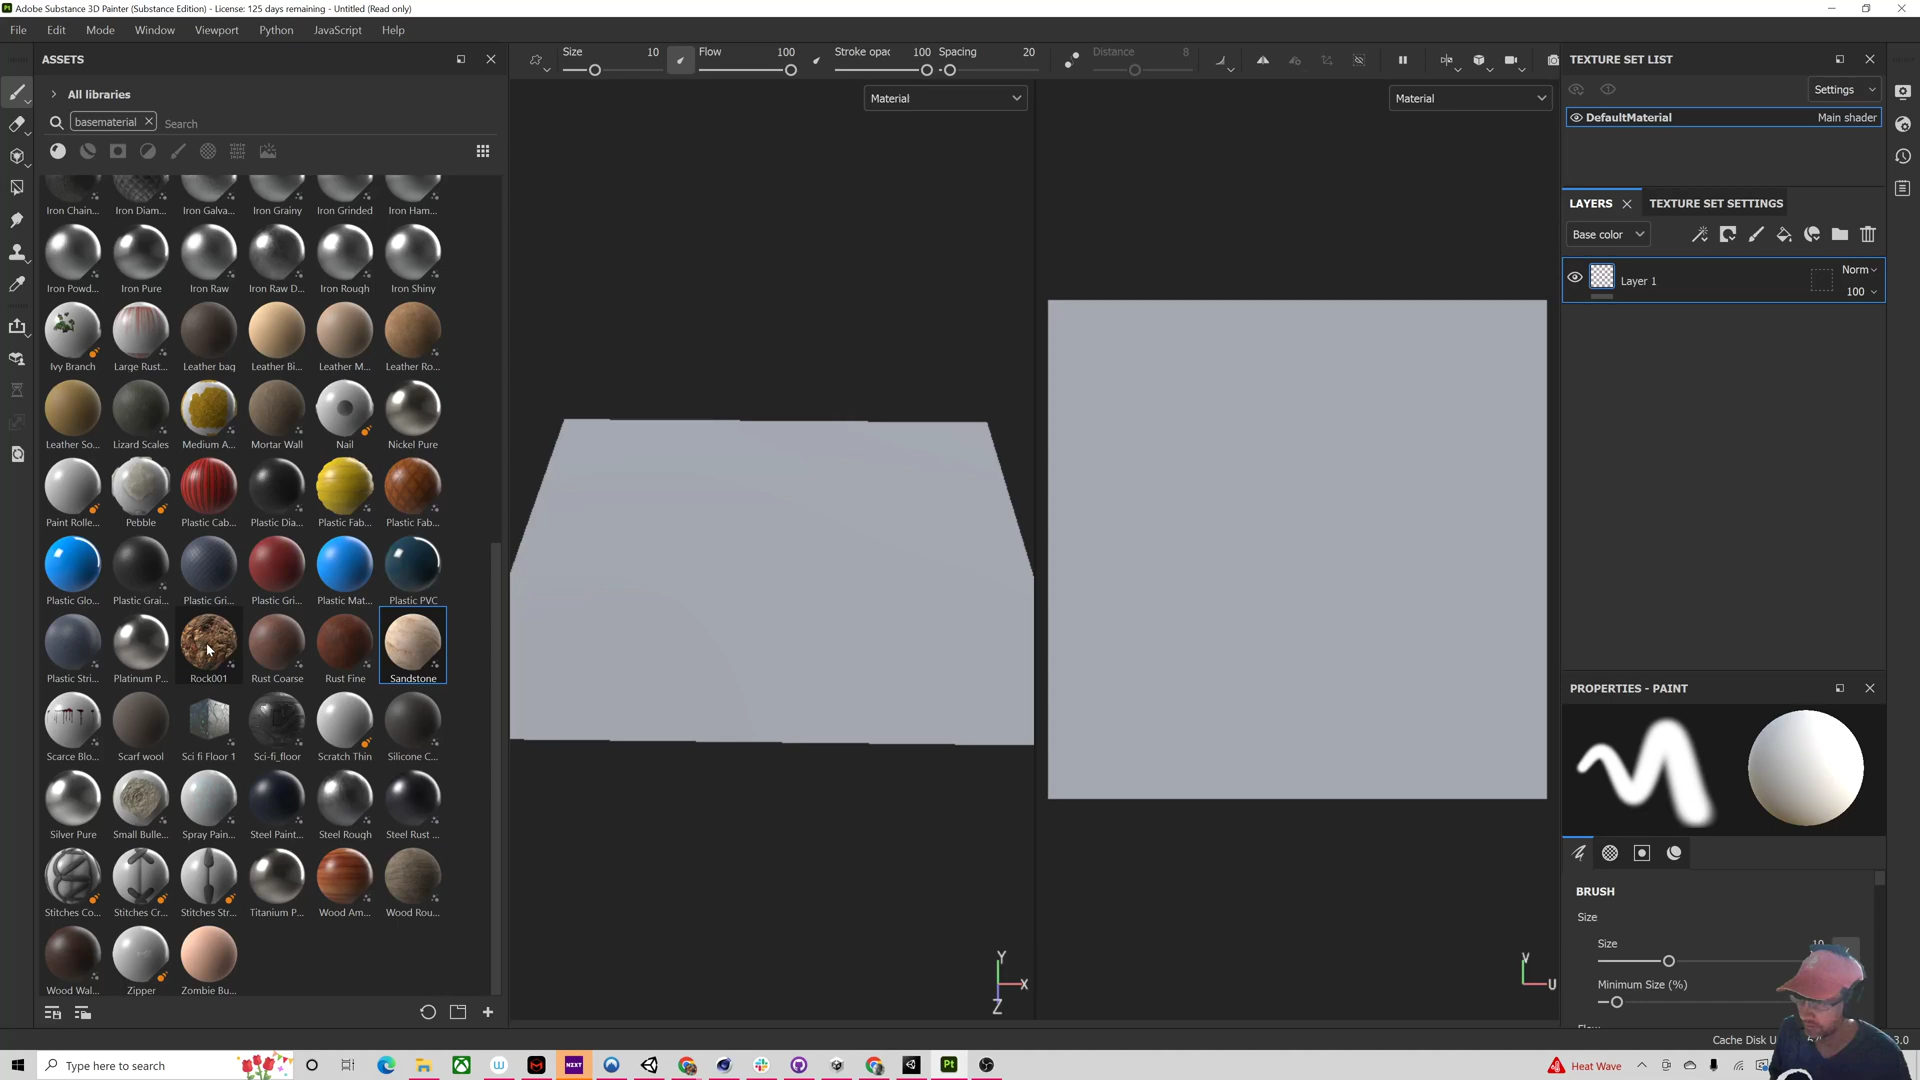 Adobe Substance 3D Painter (Substance Edition) - License: 125 days remaining - Untitled (Read only)
File Edit Mode Window Viewport Python JavaScript Help
ASSETS
All libraries
basematerial Search
Iron Chain... Iron Diam... Iron Galva... Iron Grainy Iron Grinded Iron Ham...
Iron Powd... Iron Pure Iron Raw Iron Raw D... Iron Rough Iron Shiny
Ivy Branch Large Rust... Leather bag Leather Bi... Leather M... Leather Ro...
Leather So... Lizard Scales Medium A... Mortar Wall Nail Nickel Pure
Paint Rolle... Pebble Plastic Cab... Plastic Dia... Plastic Fab... Plastic Fab...
Plastic Glo... Plastic Grai... Plastic Gri... Plastic Gri... Plastic Mat... Plastic PVC
Plastic Stri... Platinum P... Rock001 Rust Coarse Rust Fine Sandstone
Scarce Blo... Scarf wool Sci fi Floor 1 Sci-fi_floor Scratch Thin Silicone C...
Silver Pure Small Bulle... Spray Pain... Steel Paint... Steel Rough Steel Rust ...
Stitches Co... Stitches Cr... Stitches Str... Titanium P... Wood Am... Wood Rou...
Wood Wal... Zipper Zombie Bu...
Size 10 Flow 100 Stroke opac 100 Spacing 20 Distance 8
Material
Material
Y
X
Z
V
U
TEXTURE SET LIST
Settings
DefaultMaterial Main shader
LAYERS TEXTURE SET SETTINGS
Base color
Layer 1 Norm 100
PROPERTIES - PAINT
BRUSH
Size
Size 10
Minimum Size (%)
Cache Disk U
Type here to search
NIXT
Pt
Heat Wave